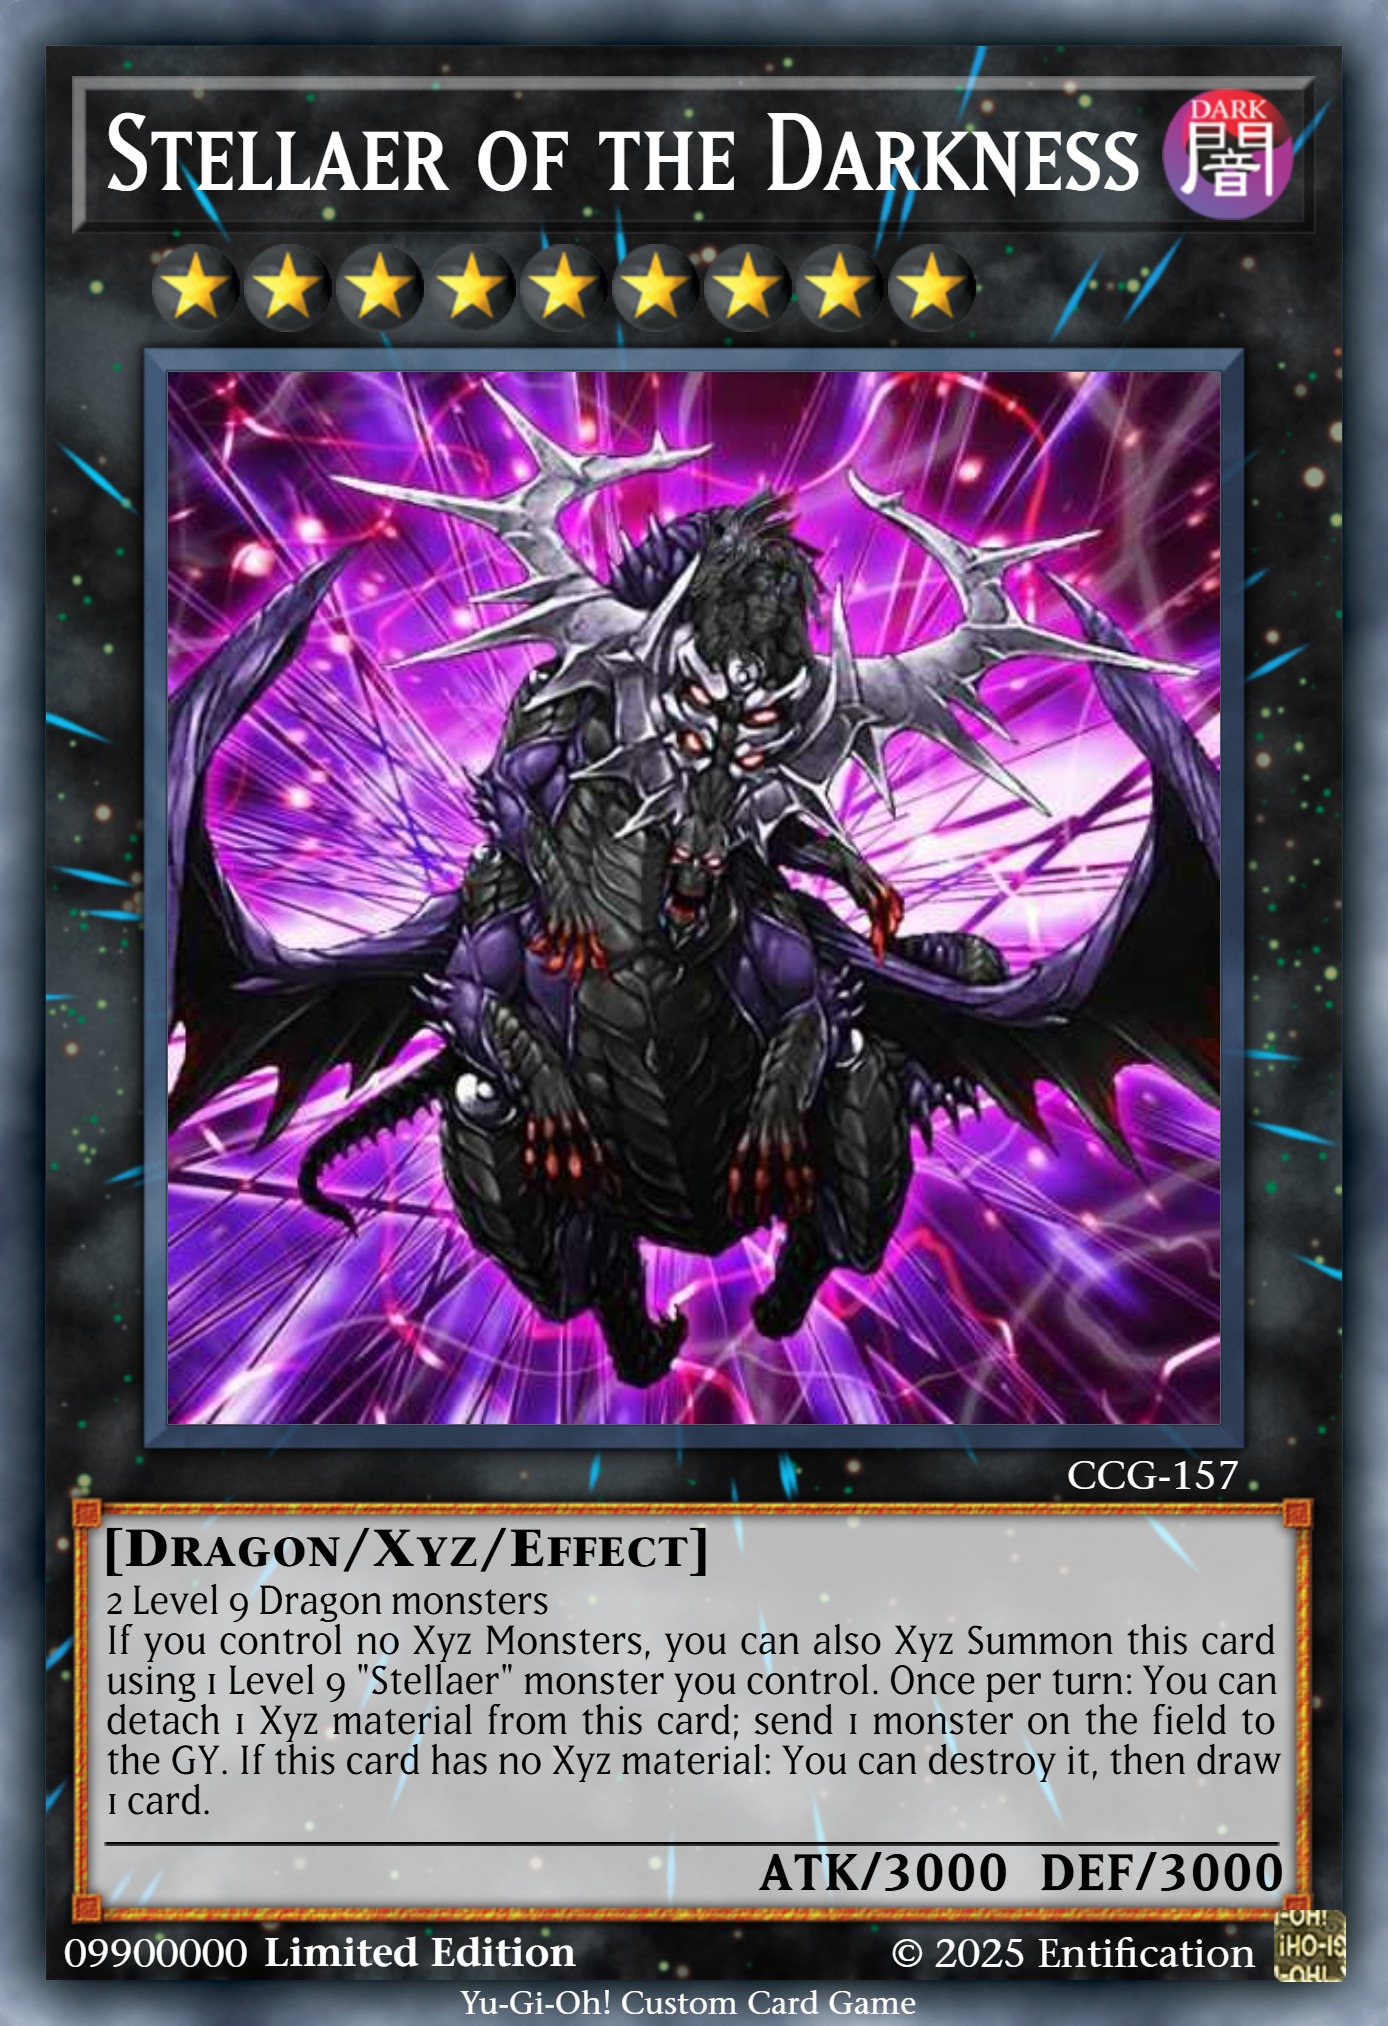 Stellaer of the Darkness
DARK
闇
CCG-157
[Dragon/Xyz/Effect]
2 Level 9 Dragon monsters
If you control no Xyz Monsters, you can also Xyz Summon this card
using 1 Level 9 "Stellaer" monster you control. Once per turn: You can
detach 1 Xyz material from this card; send 1 monster on the field to
the GY. If this card has no Xyz material: You can destroy it, then draw
1 card.
ATK/3000 DEF/3000
09900000 Limited Edition
© 2025 Entification
Yu-Gi-Oh! Custom Card Game